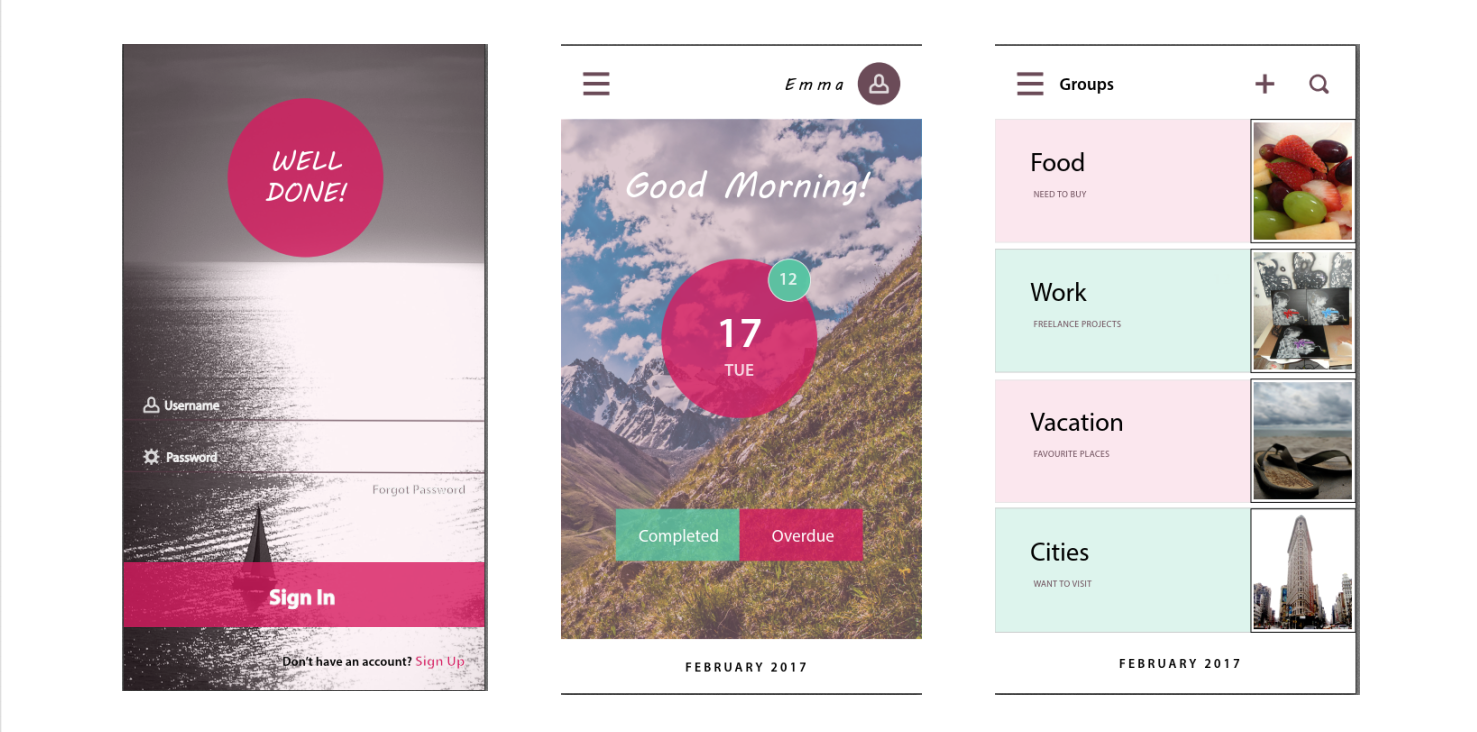 WELL
DONE!
Username
Password
Forgot Password
Sign In
Don't have an account? Sign Up
Emma
Good Morning!
12
17
TUE
Completed
Overdue
FEBRUARY 2017
Groups
Food
NEED TO BUY
Work
FREELANCE PROJECTS
Vacation
FAVOURITE PLACES
Cities
WANT TO VISIT
FEBRUARY 2017